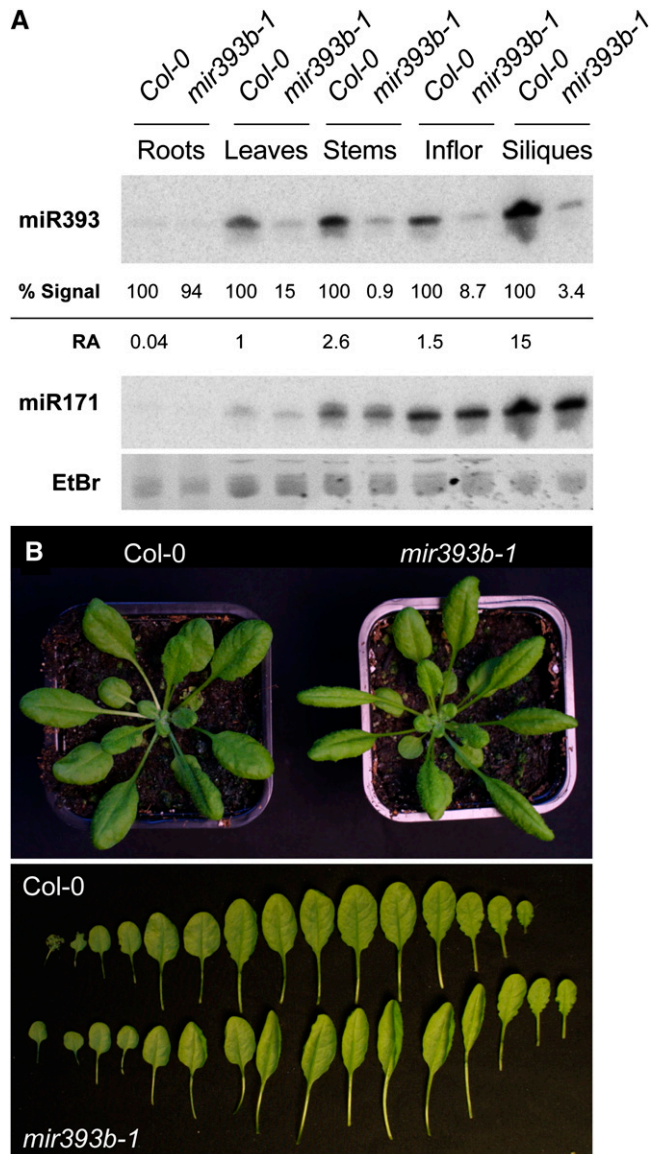 A
Col-0 mir393b-1 Col-0 mir393b-1 Col-0 mir393b-1 Col-0 mir393b-1 Col-0 mir393b-1
Roots Leaves Stems Inflor Siliques
miR393
% Signal 100 94 100 15 100 0.9 100 8.7 100 3.4
RA 0.04 1 2.6 1.5 15
miR171
EtBr
B Col-0 mir393b-1
Col-0
mir393b-1